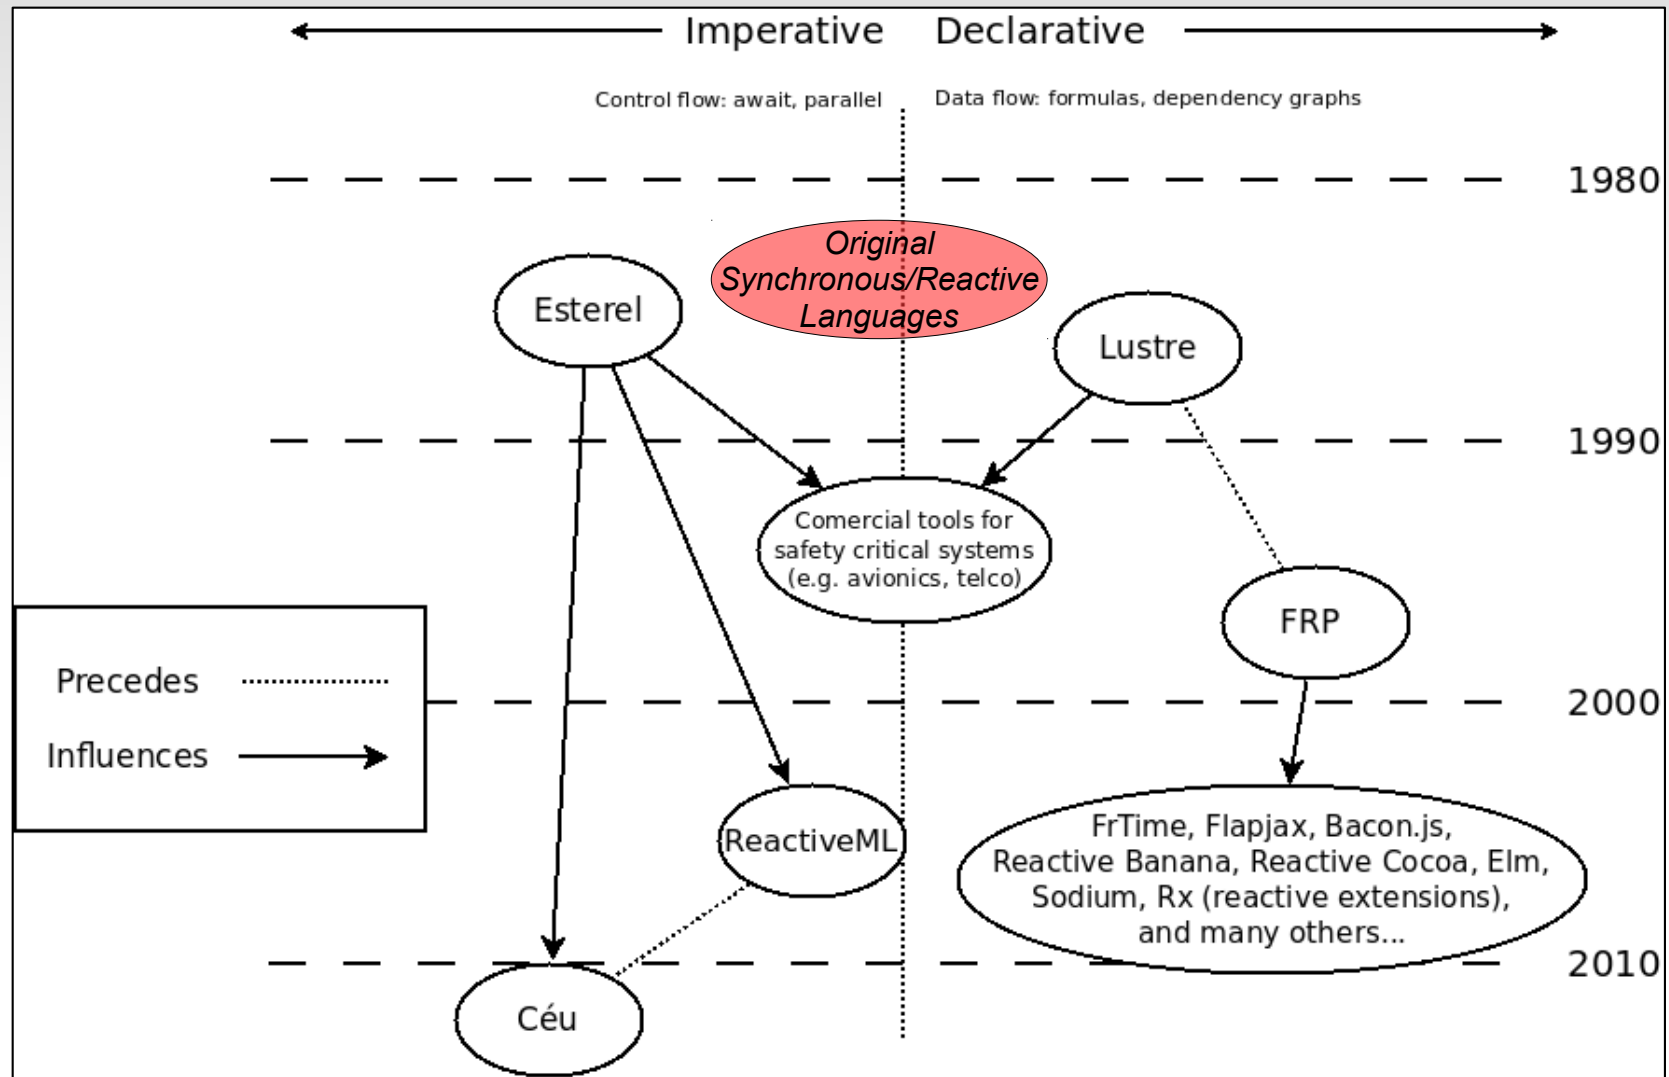 Imperative
Declarative
Control flow: await, parallel
Data flow: formulas, dependency graphs
1980
Original
Synchronous/Reactive
Languages
Esterel
Lustre
1990
Comercial tools for
safety critical systems
(e.g. avionics, telco)
FRP
Precedes
Influences
2000
ReactiveML
FrTime, Flapjax, Bacon.js,
Reactive Banana, Reactive Cocoa, Elm,
Sodium, Rx (reactive extensions),
and many others...
2010
Céu